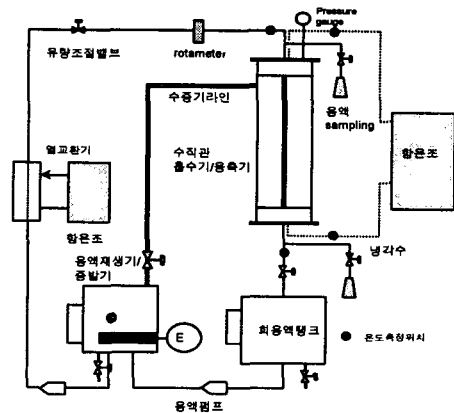 Pressure
gauge
유량조절밸브
rotameter
수증기라인
용액
sampling
수직관
흡수기/응축기
항온조
열교환기
항온조
냉각수
용액재생기/
증발기
E
희용액탱크
온도측정위치
용액펌프